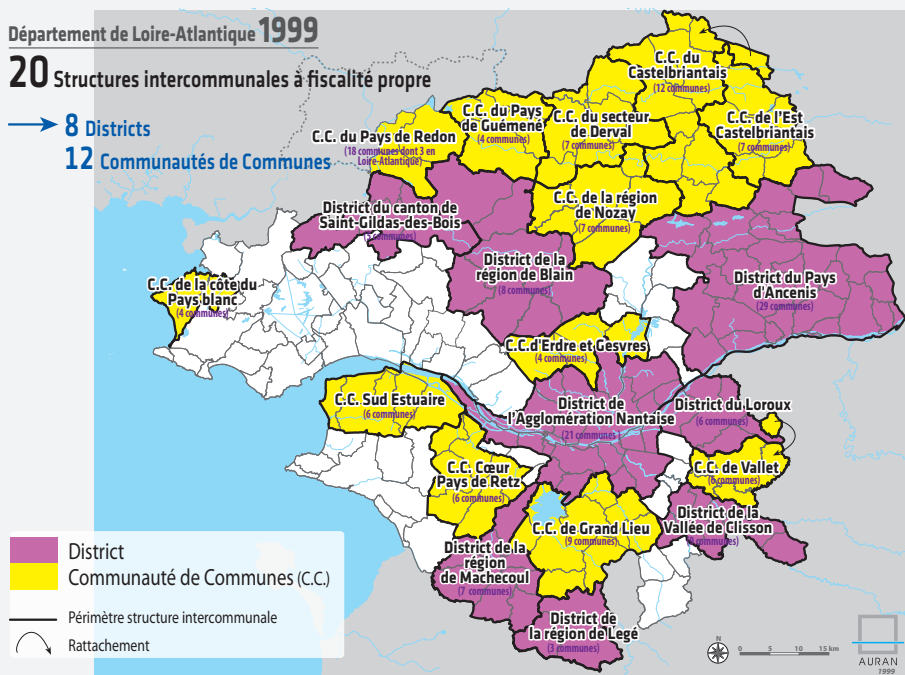 Département de Loire-Atlantique 1999
20 Structures intercommunales à fiscalité propre
8 Districts
12 Communautés de Communes
C.C. du
Castelbriantais
(12 communes)
C.C. du Pays
de Guémené
(4 communes)
C.C. du secteur
de Derval
(7 communes)
C.C. de l'Est
Castelbriantais
(7 communes)
C.C. du Pays de Redon
(18 communes dont 3 en
Loire-Atlantique)
District du canton de
Saint-Gildas-des-Bois
communes)
C.C. de la région
de Nozay
(7 communes)
District de la
région de Blain
(8 communes)
District du Pays
d'Ancenis
(29 communes)
C.C. de la côte du
Pays blanc
(4 communes)
C.C.d'Erdre et Gesvres
(4 communes)
C.C. Sud Estuaire
(6 communes)
District de
l'Agglomération Nantaise
(21 communes)
District du Loroux
(6 communes)
C.C. Cœur
Pays de Retz
(6 communes)
C.C. de Vallet
(6 communes)
C.C. de Grand Lieu
(9 communes)
District de la
Vallée de Clisson
communes)
District de la
région
de Machecoul
(7 communes)
District de
la région de Legé
(3 communes)
District
Communauté de Communes (C.C.)
Périmètre structure intercommunale
Rattachement
N
0 5 10 15 km
AURAN
1999